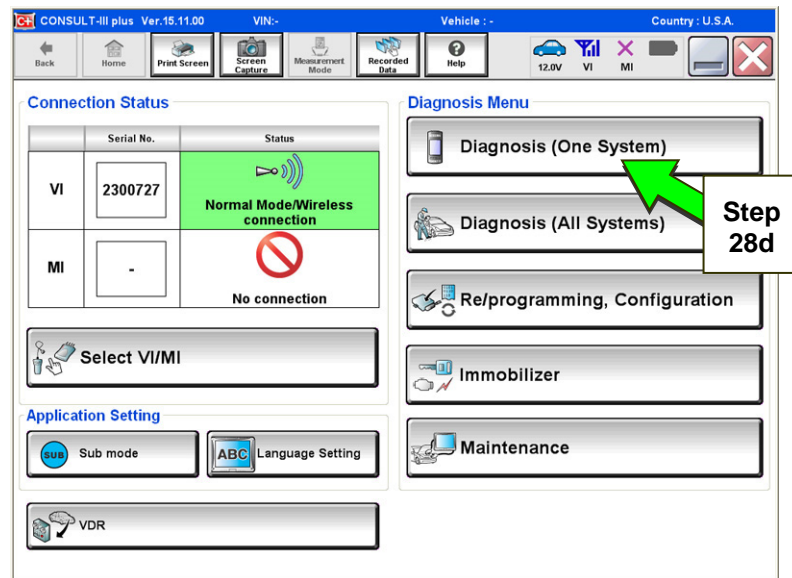 C+ CONSULT-III plus Ver.15.11.00 VIN:- Vehicle : - Country : U.S.A.
Back Home Print Screen Screen Capture Measurement Mode Recorded Data Help 12.0V VI MI
Connection Status
Serial No. Status
VI 2300727 Normal Mode/Wireless
connection
MI - No connection
Select VI/MI
Application Setting
SUB Sub mode ABC Language Setting
VDR
Diagnosis Menu
Diagnosis (One System)
Step
28d
Diagnosis (All Systems)
Re/programming, Configuration
Immobilizer
Maintenance